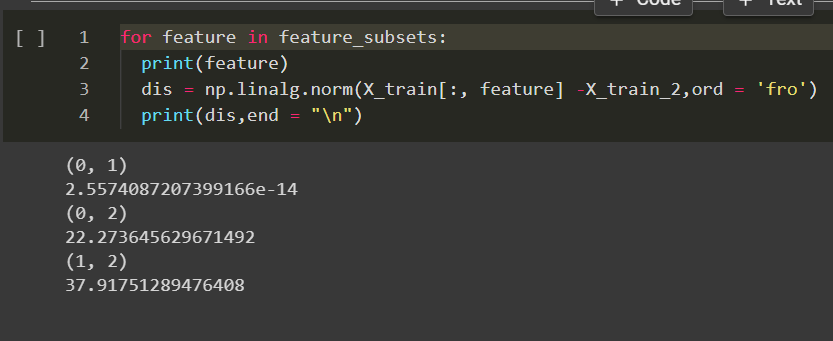 + Code + Text
[ ] 1 for feature in feature_subsets:
2 print(feature)
3 dis = np.linalg.norm(X_train[:, feature] -X_train_2,ord = 'fro')
4 print(dis,end = "\n")
(0, 1)
2.5574087207399166e-14
(0, 2)
22.273645629671492
(1, 2)
37.91751289476408